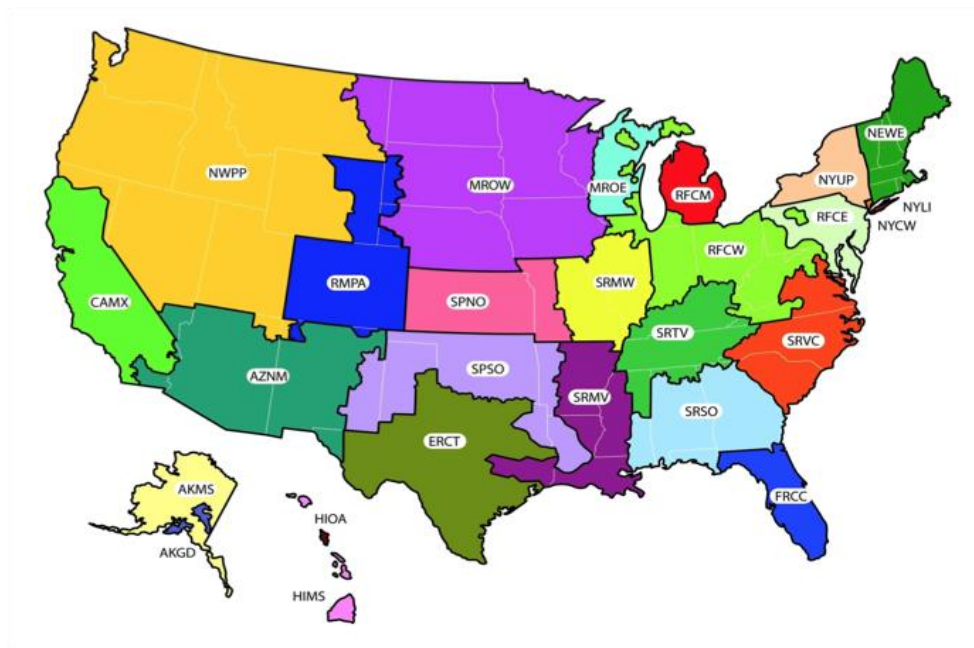 NWPP
MROW
MROE
RFCM
NEWE
NYUP
NYLI
NYCW
RFCE
RFCW
CAMX
RMPA
SPNO
SRMW
SRTV
SRVC
AZNM
SPSO
SRMV
SRSO
ERCT
FRCC
AKMS
AKGD
HIOA
HIMS